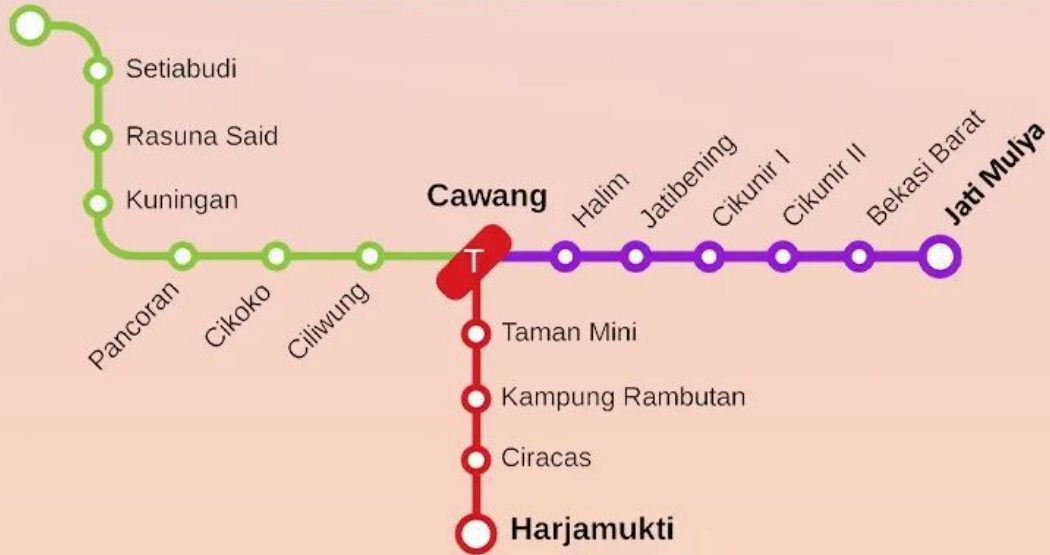 Setiabudi
Rasuna Said
Kuningan
Pancoran
Cikoko
Ciliwung
Cawang
T
Halim
Jatibening
Cikunir I
Cikunir II
Bekasi Barat
Jati Mulya
Taman Mini
Kampung Rambutan
Ciracas
Harjamukti